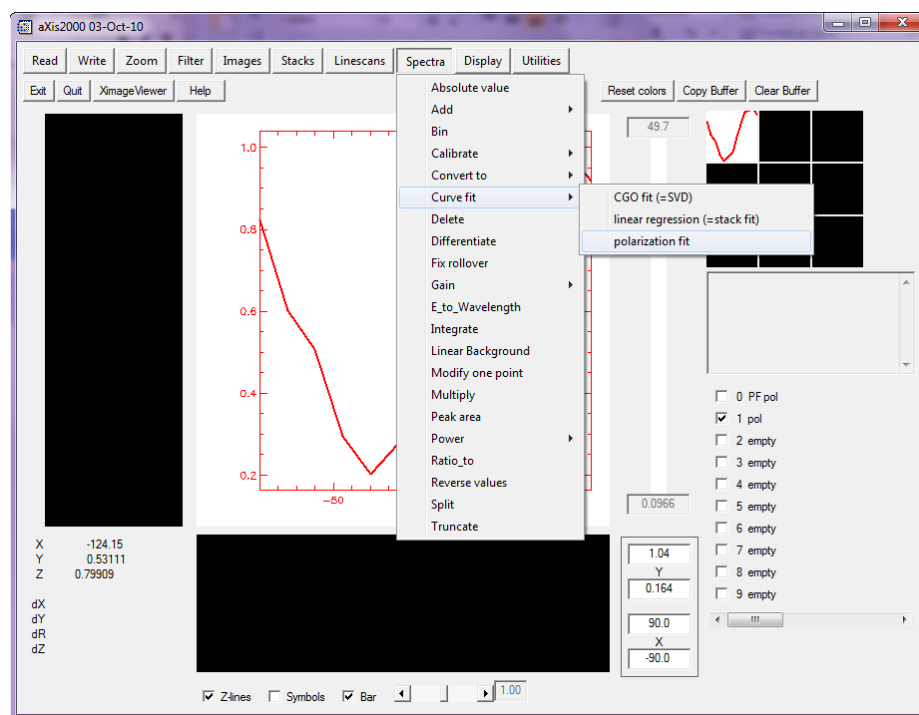 aXis2000 03-Oct-10
Read Write Zoom Filter Images Stacks Linescans Spectra Display Utilities
Exit Quit XimageViewer Help Reset colors Copy Buffer Clear Buffer
Absolute value
Add
Bin
Calibrate
Convert to
Curve fit
Delete
Differentiate
Fix rollover
Gain
E_to_Wavelength
Integrate
Linear Background
Modify one point
Multiply
Peak area
Power
Ratio_to
Reverse values
Split
Truncate
CGO fit (=SVD)
linear regression (=stack fit)
polarization fit
1.0
0.8
0.6
0.4
0.2
-50
49.7
0.0966
0 PF pol
1 pol
2 empty
3 empty
4 empty
5 empty
6 empty
7 empty
8 empty
9 empty
X -124.15
Y 0.53111
Z 0.79909
dX
dY
dR
dZ
1.04
Y
0.164
90.0
X
-90.0
Z-lines Symbols Bar 1.00